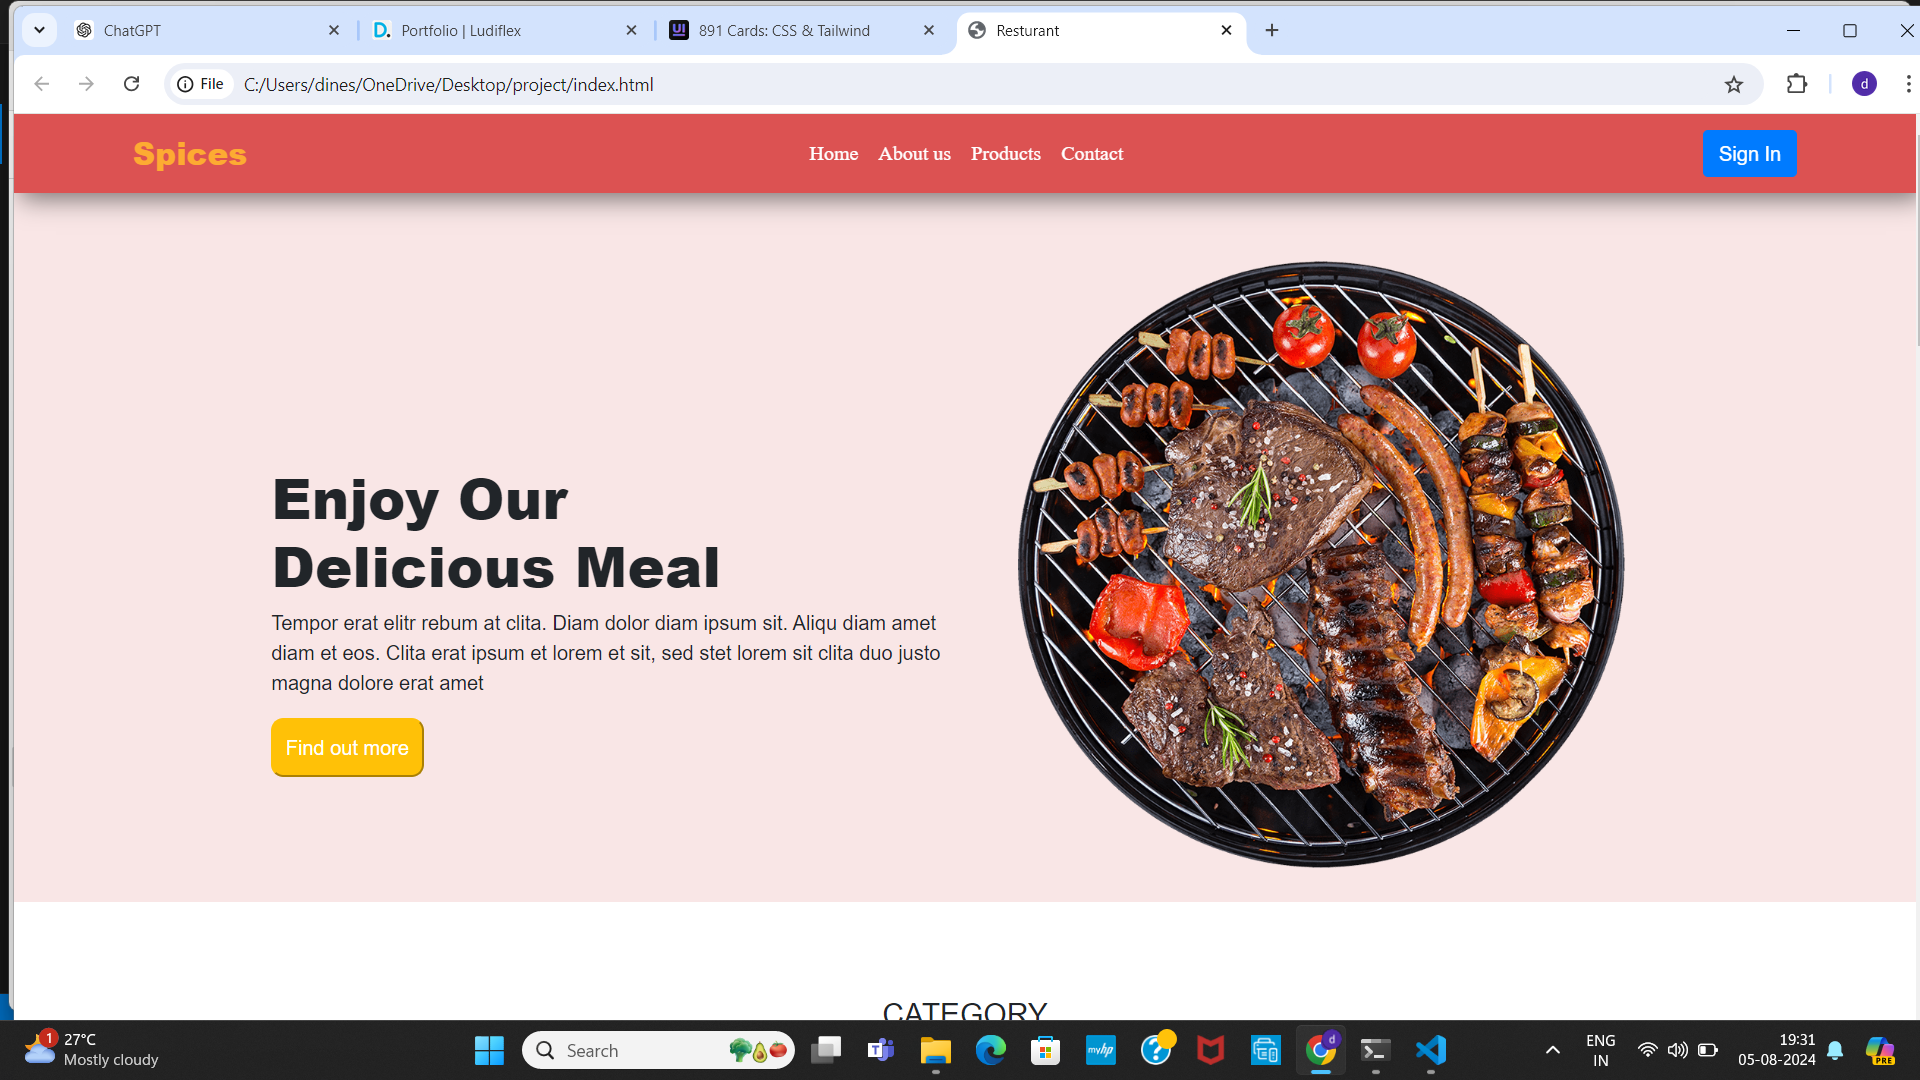 ChatGPT
Portfolio | Ludiflex
UI
891 Cards: CSS & Tailwind
Resturant
File
C:/Users/dines/OneDrive/Desktop/project/index.html
d
Spices
Home About us Products Contact
Sign In
Enjoy Our
Delicious Meal
Tempor erat elitr rebum at clita. Diam dolor diam ipsum sit. Aliqu diam amet
diam et eos. Clita erat ipsum et lorem et sit, sed stet lorem sit clita duo justo
magna dolore erat amet
Find out more
CATEGORY
1
27°C
Mostly cloudy
Search
myhp
d
ENG
IN
19:31
05-08-2024
PRE